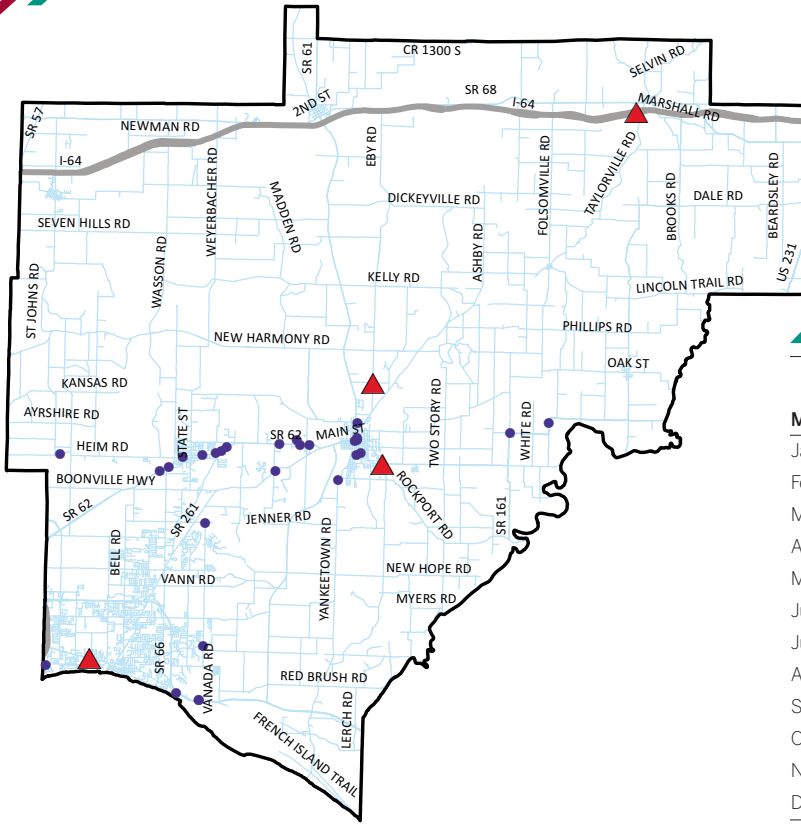 CR 1300 S
SR 61
SELVIN RD
SR 68
2ND ST
I-64
MARSHALL RD
SR 57
NEWMAN RD
I-64
EBY RD
WEYERBACHER RD
MADDEN RD
DICKEYVILLE RD
FOLSOMVILLE RD
TAYLORVILLE RD
BROOKS RD
DALE RD
BEARDSLEY RD
SEVEN HILLS RD
WASSON RD
ASHBY RD
US 231
ST JOHNS RD
KELLY RD
LINCOLN TRAIL RD
NEW HARMONY RD
PHILLIPS RD
OAK ST
KANSAS RD
AYRSHIRE RD
STATE ST
TWO STORY RD
WHITE RD
M
HEIM RD
SR 62
MAIN ST
Ja
BOONVILLE HWY
Fe
SR 62
SR 261
JENNER RD
ROCKPORT RD
SR 161
M
A
BELL RD
VANN RD
YANKEETOWN RD
NEW HOPE RD
M
MYERS RD
Ju
Ju
SR 66
VANADA RD
RED BRUSH RD
A
S
LERCH RD
O
FRENCH ISLAND TRAIL
N
D